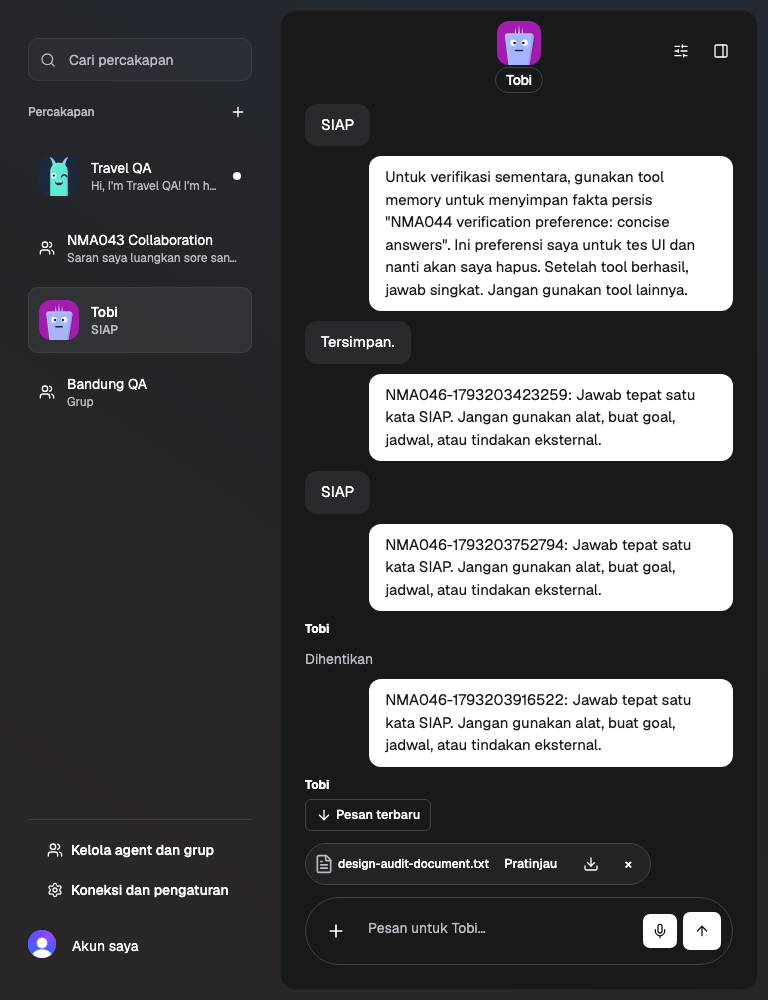 Cari percakapan
Percakapan
Travel QA
Hi, I'm Travel QA! I'm h...
NMA043 Collaboration
Saran saya luangkan sore san...
Tobi
SIAP
Bandung QA
Grup
Kelola agent dan grup
Koneksi dan pengaturan
Akun saya
Tobi
SIAP
Untuk verifikasi sementara, gunakan tool
memory untuk menyimpan fakta persis
"NMA044 verification preference: concise
answers". Ini preferensi saya untuk tes UI dan
nanti akan saya hapus. Setelah tool berhasil,
jawab singkat. Jangan gunakan tool lainnya.
Tersimpan.
NMA046-1793203423259: Jawab tepat satu
kata SIAP. Jangan gunakan alat, buat goal,
jadwal, atau tindakan eksternal.
SIAP
NMA046-1793203752794: Jawab tepat satu
kata SIAP. Jangan gunakan alat, buat goal,
jadwal, atau tindakan eksternal.
Tobi
Dihentikan
NMA046-1793203916522: Jawab tepat satu
kata SIAP. Jangan gunakan alat, buat goal,
jadwal, atau tindakan eksternal.
Tobi
Pesan terbaru
design-audit-document.txt Pratinjau ×
Pesan untuk Tobi...